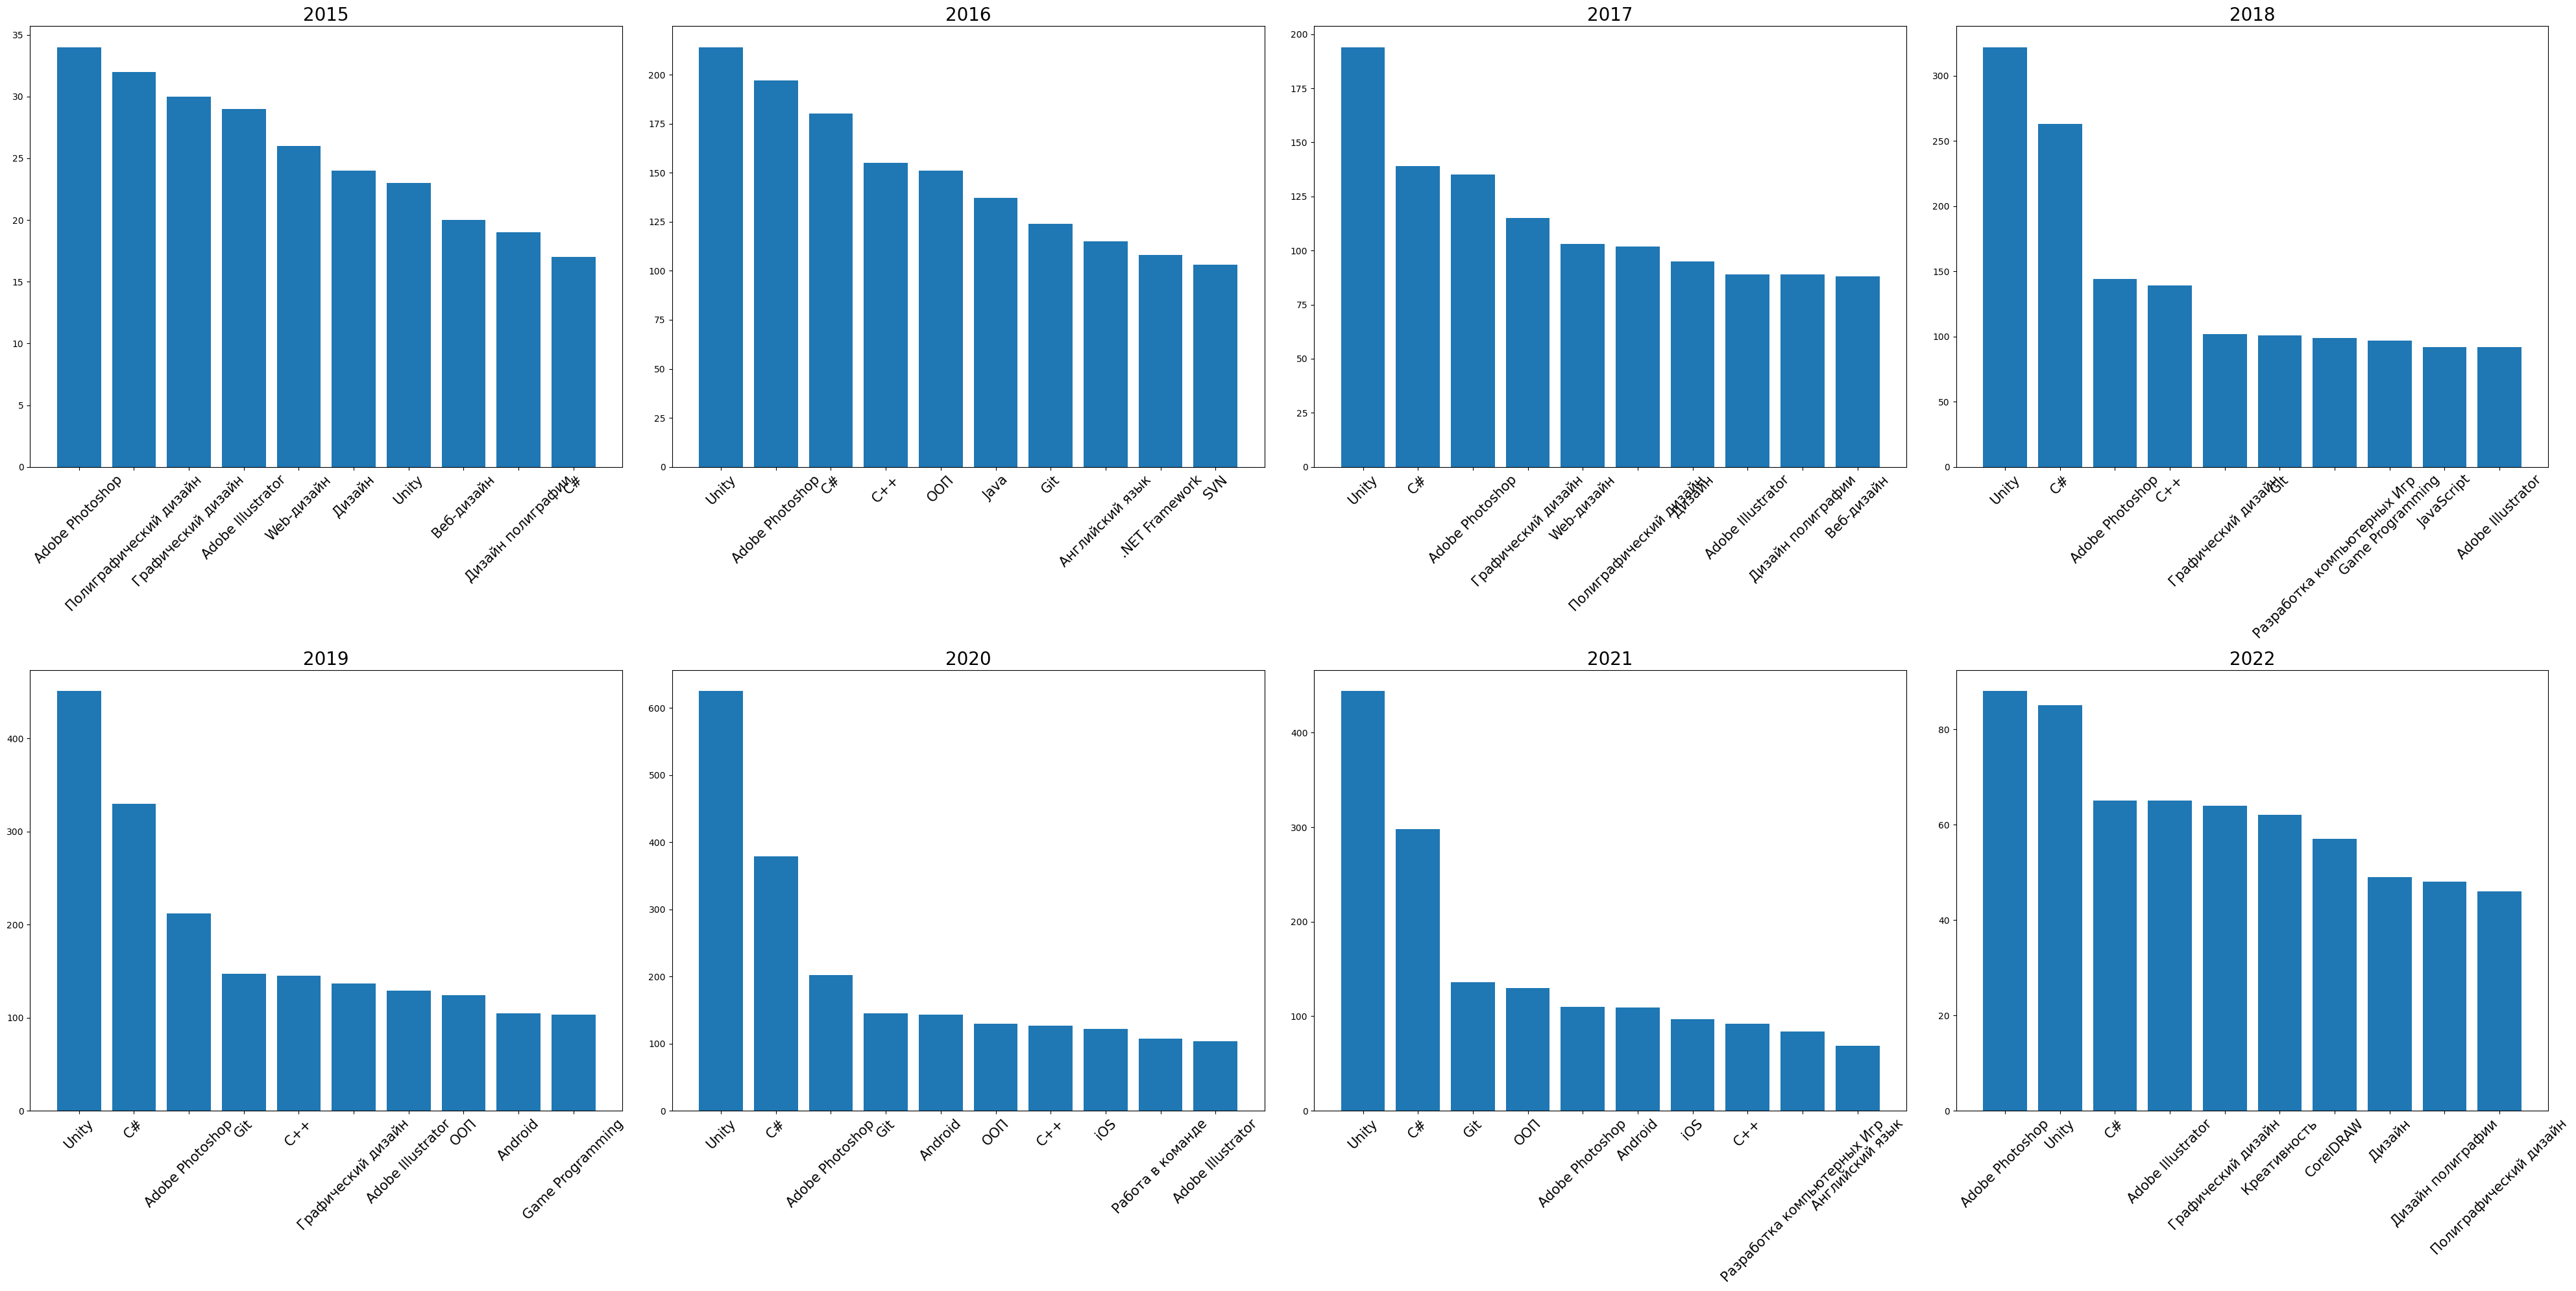 2015
35
30
25
20
15
10
5
0
Adobe Photoshop
Полиграфический дизайн
Графический дизайн
Adobe Illustrator
Web-дизайн
Дизайн
Unity
Веб-дизайн
Дизайн полиграфии
C#
2016
200
175
150
125
100
75
50
25
0
Unity
Adobe Photoshop
C#
C++
ООП
Java
Git
Английский язык
.NET Framework
SVN
2017
200
175
150
125
100
75
50
25
0
Unity
C#
Adobe Photoshop
Графический дизайн
Web-дизайн
Полиграфический дизайн
Дизайн
Adobe Illustrator
Дизайн полиграфии
Веб-дизайн
2018
300
250
200
150
100
50
0
Unity
C#
Adobe Photoshop
C++
Графический дизайн
Git
Разработка компьютерных Игр
Game Programming
JavaScript
Adobe Illustrator
2019
400
300
200
100
0
Unity
C#
Adobe Photoshop
Git
C++
Графический дизайн
Adobe Illustrator
ООП
Android
Game Programming
2020
600
500
400
300
200
100
0
Unity
C#
Adobe Photoshop
Git
Android
ООП
C++
iOS
Работа в команде
Adobe Illustrator
2021
400
300
200
100
0
Unity
C#
Git
ООП
Adobe Photoshop
Android
iOS
C++
Разработка компьютерных Игр
Английский язык
2022
80
60
40
20
0
Adobe Photoshop
Unity
C#
Adobe Illustrator
Графический дизайн
Креативность
CorelDRAW
Дизайн
Дизайн полиграфии
Полиграфический дизайн